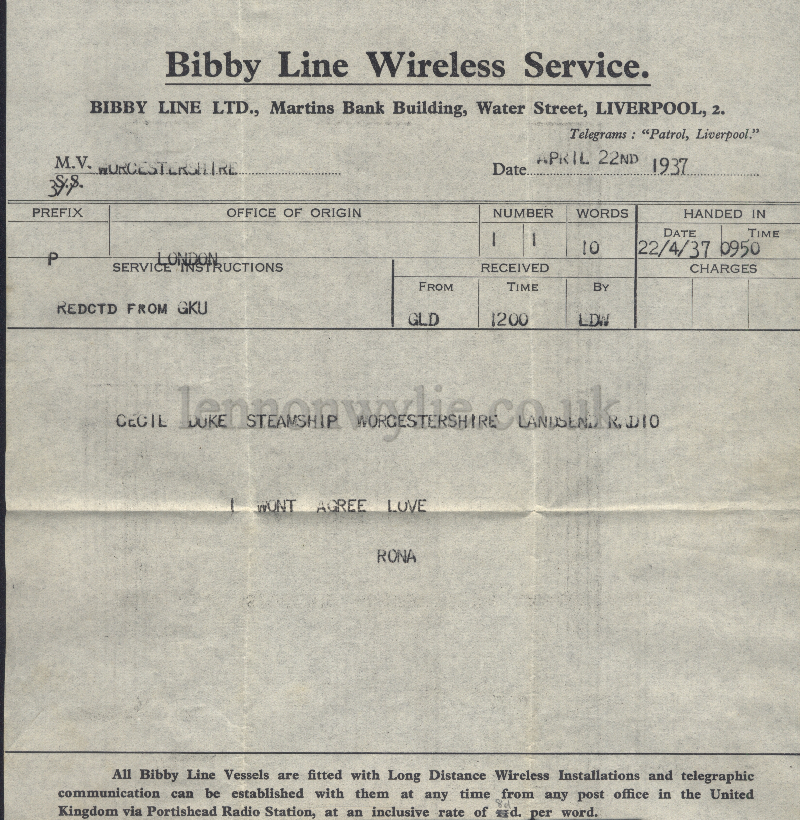 Bibby Line Wireless Service.
BIBBY LINE LTD., Martins Bank Building, Water Street, LIVERPOOL, 2.
Telegrams : “Patrol, Liverpool.”
M.V. WORCESTERSHIRE Date APRIL 22ND 1937
S.S.
PREFIX OFFICE OF ORIGIN NUMBER WORDS HANDED IN
DATE TIME
P LONDON 1 1 10 22/4/37 0950
SERVICE INSTRUCTIONS RECEIVED CHARGES
FROM TIME BY
REDCTD FROM GKU
GLD 1200 LDW
lennonwylie.co.uk
CECIL DUKE STEAMSHIP WORCESTERSHIRE LANDSEND RADIO
I WONT AGREE LOVE
RONA
All Bibby Line Vessels are fitted with Long Distance Wireless Installations and telegraphic
communication can be established with them at any time from any post office in the United
Kingdom via Portishead Radio Station, at an inclusive rate of d. per word.